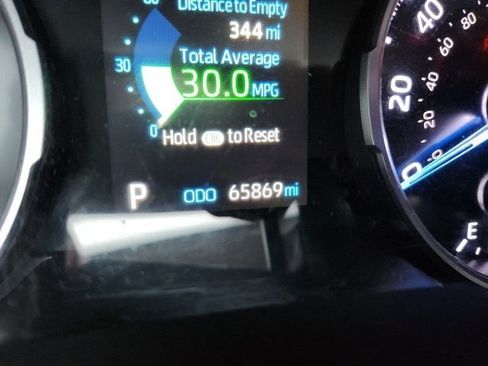 Distance to Empty
344 mi
Total Average
30
30.0 MPG
0
Hold to Reset
P ODO 65869 mi
40
80
60
20
40
20
0
0
E